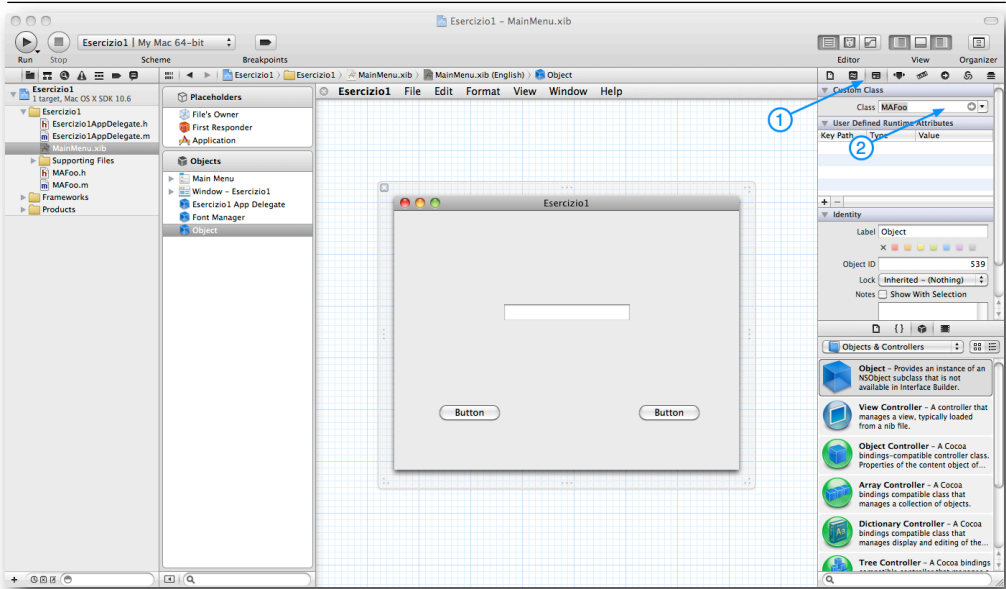 Esercizio1 – MainMenu.xib
Esercizio1 | My Mac 64-bit
Run Stop Scheme Breakpoints Editor View Organizer
Esercizio1 Esercizio1 MainMenu.xib MainMenu.xib (English) Object
Esercizio1
1 target, Mac OS X SDK 10.6
Esercizio1
Esercizio1AppDelegate.h
Esercizio1AppDelegate.m
MainMenu.xib
Supporting Files
MAFoo.h
MAFoo.m
Frameworks
Products
Placeholders
File's Owner
First Responder
Application
Objects
Main Menu
Window – Esercizio1
Esercizio1 App Delegate
Font Manager
Object
Esercizio1 File Edit Format View Window Help
Esercizio1
Button Button
1
2
Custom Class
Class MAFoo
User Defined Runtime Attributes
Key Path Type Value
Identity
Label Object
Object ID 539
Lock Inherited – (Nothing)
Notes Show With Selection
Objects & Controllers
Object – Provides an instance of an
NSObject subclass that is not
available in Interface Builder.
View Controller – A controller that
manages a view, typically loaded
from a nib file.
Object Controller – A Cocoa
bindings-compatible controller class.
Properties of the content object of...
Array Controller – A Cocoa
bindings compatible class that
manages a collection of objects.
Dictionary Controller – A Cocoa
bindings compatible class that
manages display and editing of the...
Tree Controller – A Cocoa bindings